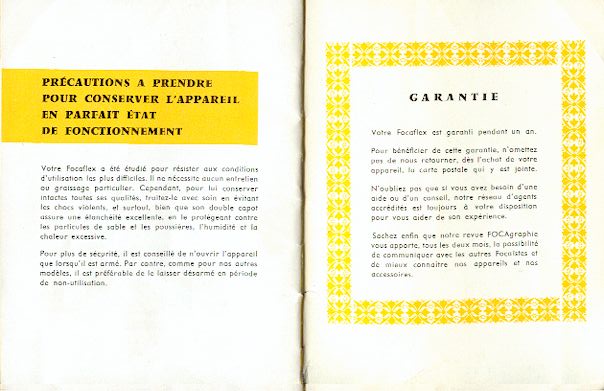 PRÉCAUTIONS A PRENDRE
POUR CONSERVER L'APPAREIL
EN PARFAIT ÉTAT
DE FONCTIONNEMENT
Votre Focaflex a été étudié pour résister aux conditions
d'utilisation les plus difficiles. Il ne nécessite aucun entretien
ou graissage particulier. Cependant, pour lui conserver
intactes toutes ses qualités, traitez-le avec soin en évitant
les chocs violents, et surtout, bien que son double capot
assure une étanchéité excellente, en le protégeant contre
les particules de sable et les poussières, l'humidité et la
chaleur excessive.
Pour plus de sécurité, il est conseillé de n'ouvrir l'appareil
que lorsqu'il est armé. Par contre, comme pour nos autres
modèles, il est préférable de le laisser désarmé en période
de non-utilisation.
GARANTIE
Votre Focaflex est garanti pendant un an.
Pour bénéficier de cette garantie, n'omettez
pas de nous retourner, dès l'achat de votre
appareil, la carte postale qui y est jointe.
N'oubliez pas que si vous avez besoin d'une
aide ou d'un conseil, notre réseau d'agents
accrédités est toujours à votre disposition
pour vous aider de son expérience.
Sachez enfin que notre revue FOCAgraphie
vous apporte, tous les deux mois, la possibilité
de communiquer avec les autres Focaïstes et
de mieux connaître nos appareils et nos
accessoires.